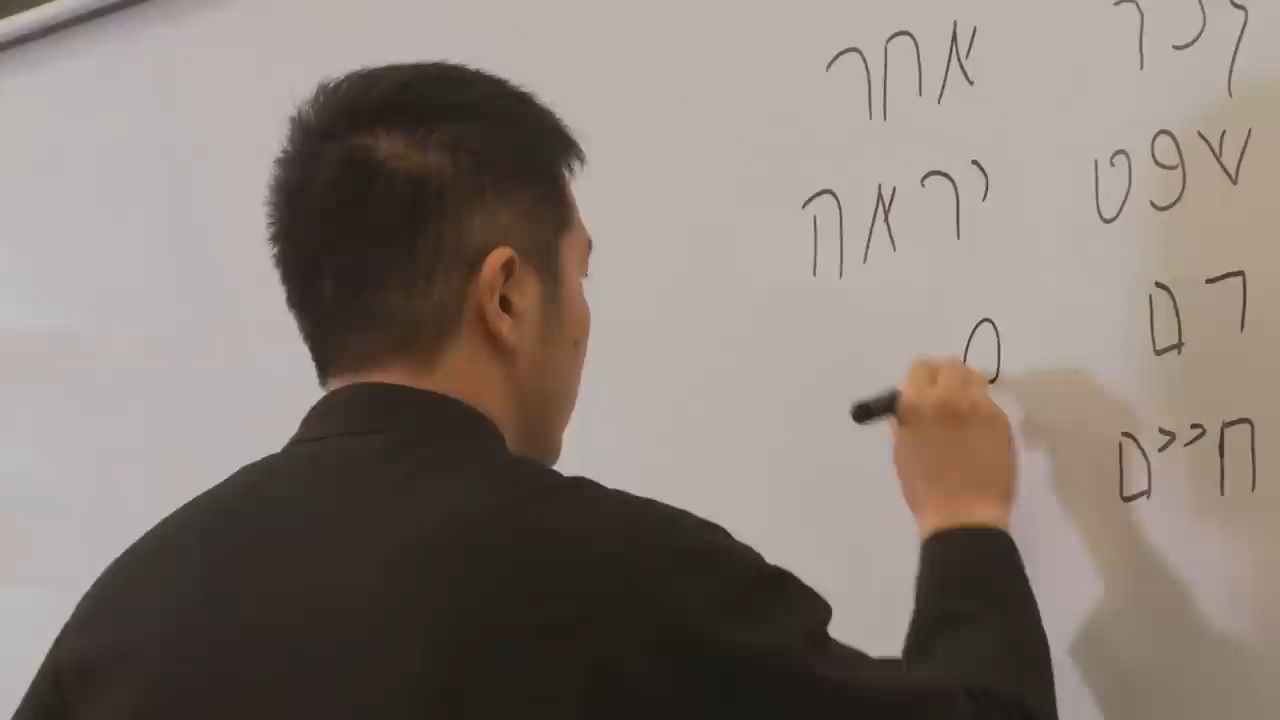 אחר
שפט יראה
דם
חיים